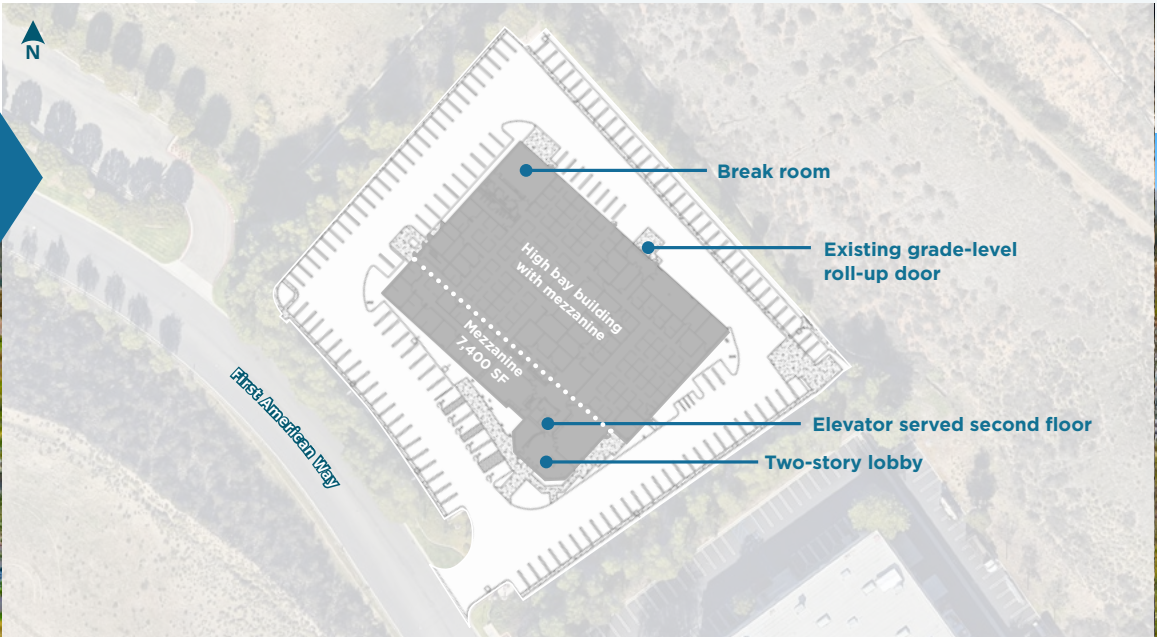 N
Break room
Existing grade-level
roll-up door
High bay building
with mezzanine
Mezzanine
7,400 SF
First American Way
Elevator served second floor
Two-story lobby